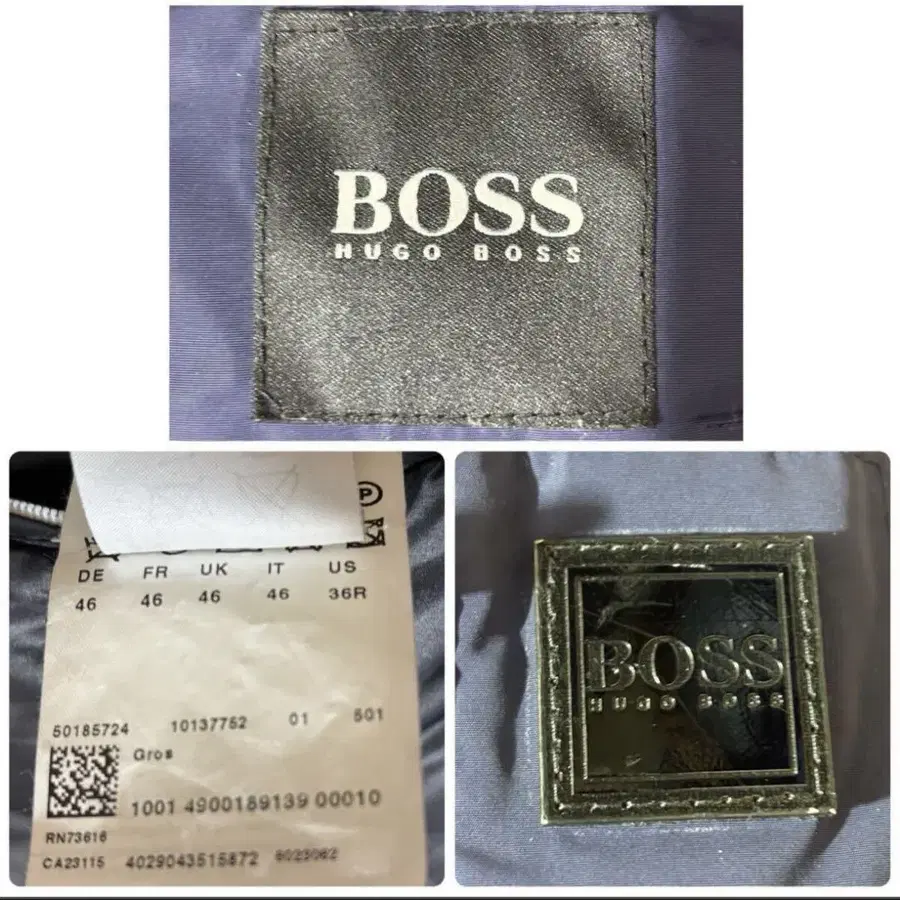 BOSS
HUGO BOSS
P
DE FR UK IT US
46 46 46 46 36R
50185724 10137752 01 501
Gros
1001 4900189139 00010
RN73616
CA23115 4029043515872 6023062
BOSS
HUGO BOSS